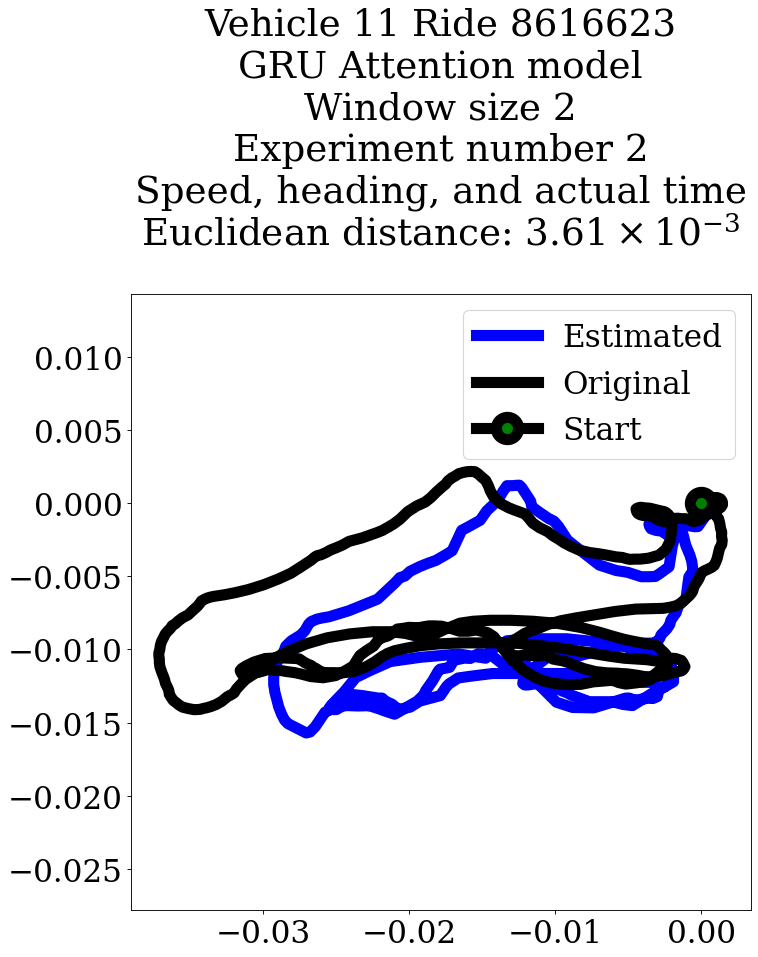 Vehicle 11 Ride 8616623
GRU Attention model
Window size 2
Experiment number 2
Speed, heading, and actual time
Euclidean distance: 3.61 × 10⁻³
Estimated
Original
Start
0.010
0.005
0.000
−0.005
−0.010
−0.015
−0.020
−0.025
−0.03 −0.02 −0.01 0.00